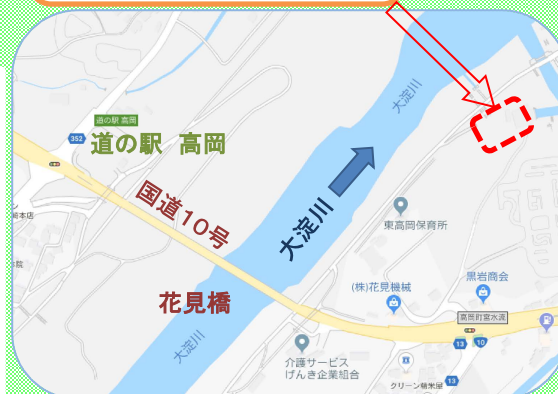 大淀川
道の駅 高岡
352
道の駅 高岡
国道10号
大淀川
東高岡保育所
花見橋
(株)花見機械
黒岩商会
大淀川
高岡町宮水流
13
10
介護サービス
げんき企業組合
13